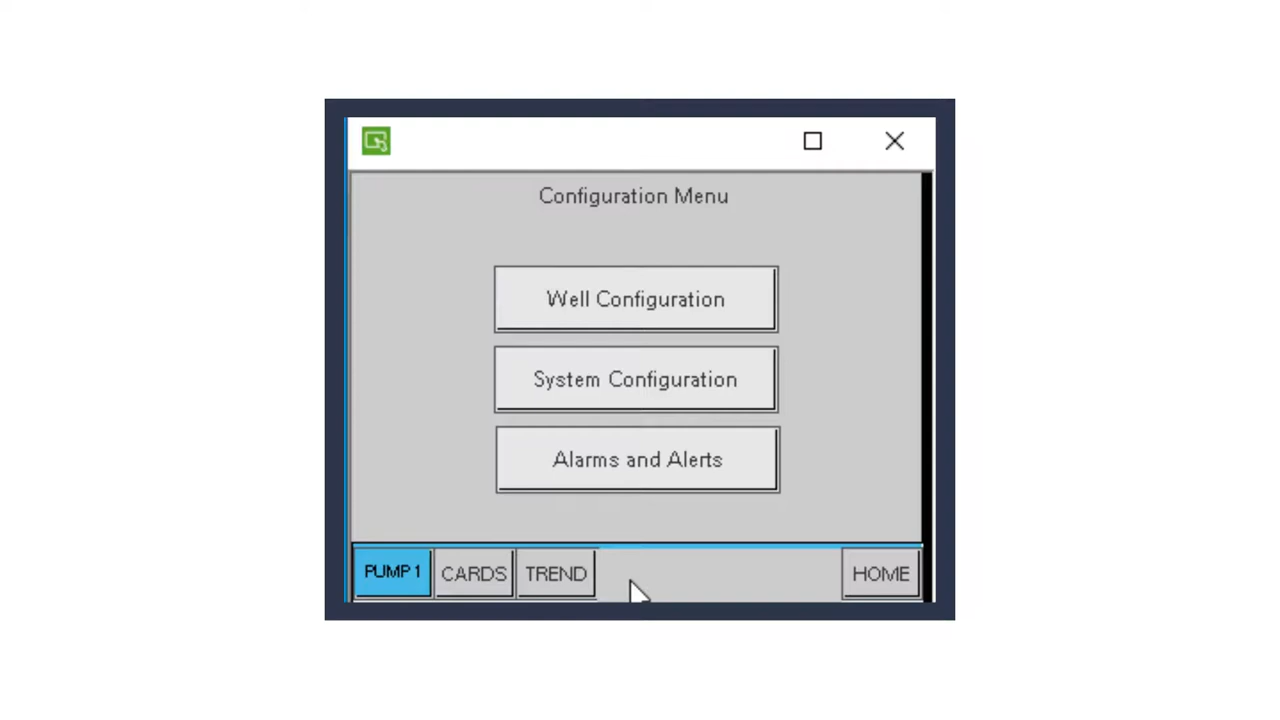 Configuration Menu
Well Configuration
System Configuration
Alarms and Alerts
PUMP 1 CARDS TREND HOME